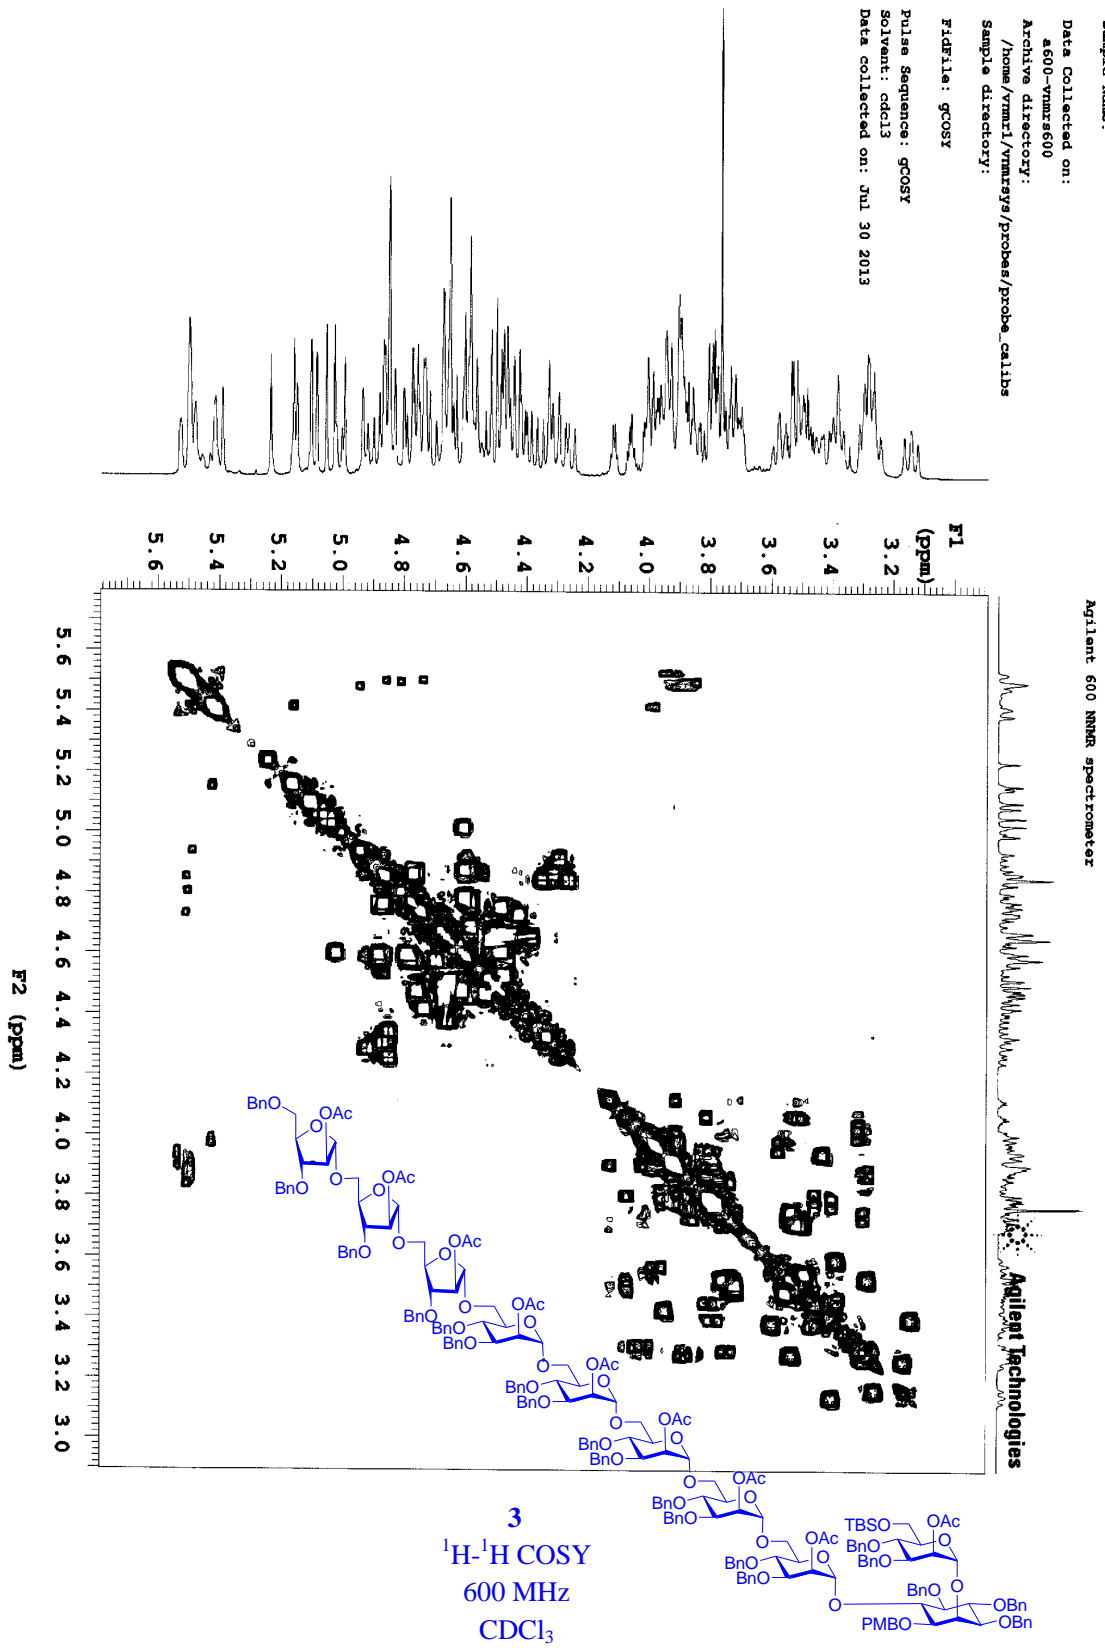 Data Collected on:
a600-vnmrs600
Archive directory:
/home/vnmr1/vnmrsys/probes/probe_calibs
Sample directory:
FidFile: gCOSY
Pulse Sequence: gCOSY
Solvent: cdcl3
Data collected on: Jul 30 2013
Agilent 600 NNMR spectrometer
Agilent Technologies
F1
(ppm)
5.6 5.4 5.2 5.0 4.8 4.6 4.4 4.2 4.0 3.8 3.6 3.4 3.2
5.6 5.4 5.2 5.0 4.8 4.6 4.4 4.2 4.0 3.8 3.6 3.4 3.2 3.0
F2 (ppm)
BnO
OAc
BnO
OAc
BnO
OAc
BnO
OAc
BnO
BnO
OAc
BnO
BnO
OAc
BnO
BnO
OAc
BnO
BnO
OAc
BnO
BnO
TBSO
OAc
BnO
BnO
BnO
OBn
OBn
PMBO
O
3
¹H-¹H COSY
600 MHz
CDCl₃